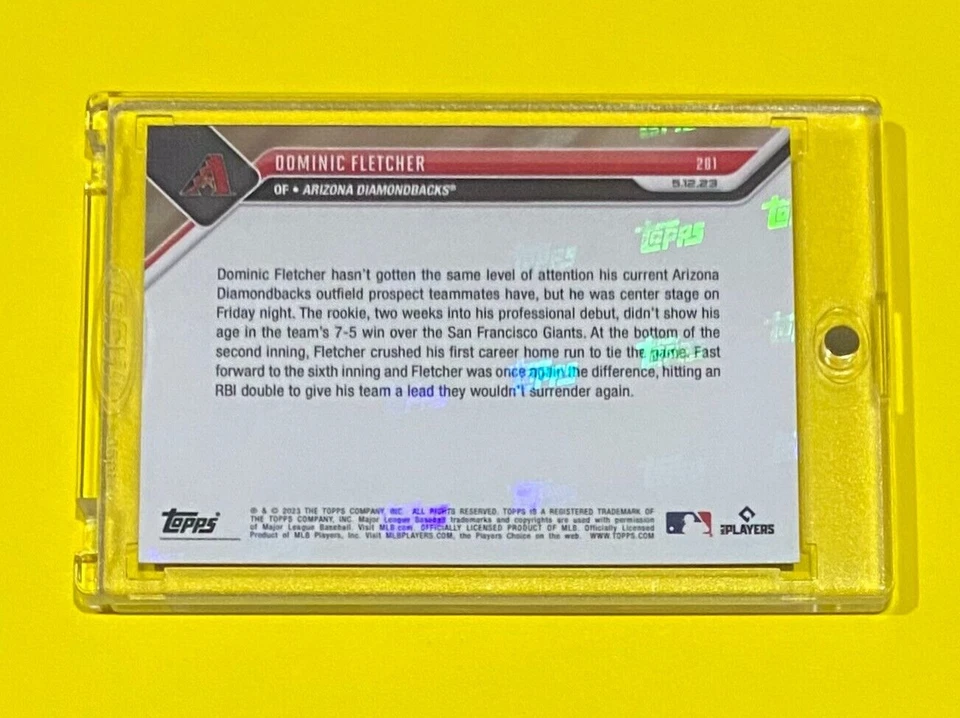 DOMINIC FLETCHER 281
OF • ARIZONA DIAMONDBACKS® 5.12.23
TOPPS
Dominic Fletcher hasn't gotten the same level of attention his current Arizona
Diamondbacks outfield prospect teammates have, but he was center stage on
Friday night. The rookie, two weeks into his professional debut, didn't show his
age in the team's 7-5 win over the San Francisco Giants. At the bottom of the
second inning, Fletcher crushed his first career home run to tie the game. Fast
forward to the sixth inning and Fletcher was once again the difference, hitting an
RBI double to give his team a lead they wouldn't surrender again.
TOPPS®
® & © 2023 THE TOPPS COMPANY, INC. ALL RIGHTS RESERVED. TOPPS IS A REGISTERED TRADEMARK OF
THE TOPPS COMPANY, INC. Major League Baseball trademarks and copyrights are used with permission
of Major League Baseball. Visit MLB.com. OFFICIALLY LICENSED PRODUCT OF MLB. Officially Licensed
Product of MLB Players, Inc. Visit MLBPLAYERS.COM, the Players Choice on the web. WWW.TOPPS.COM
MLB PLAYERS